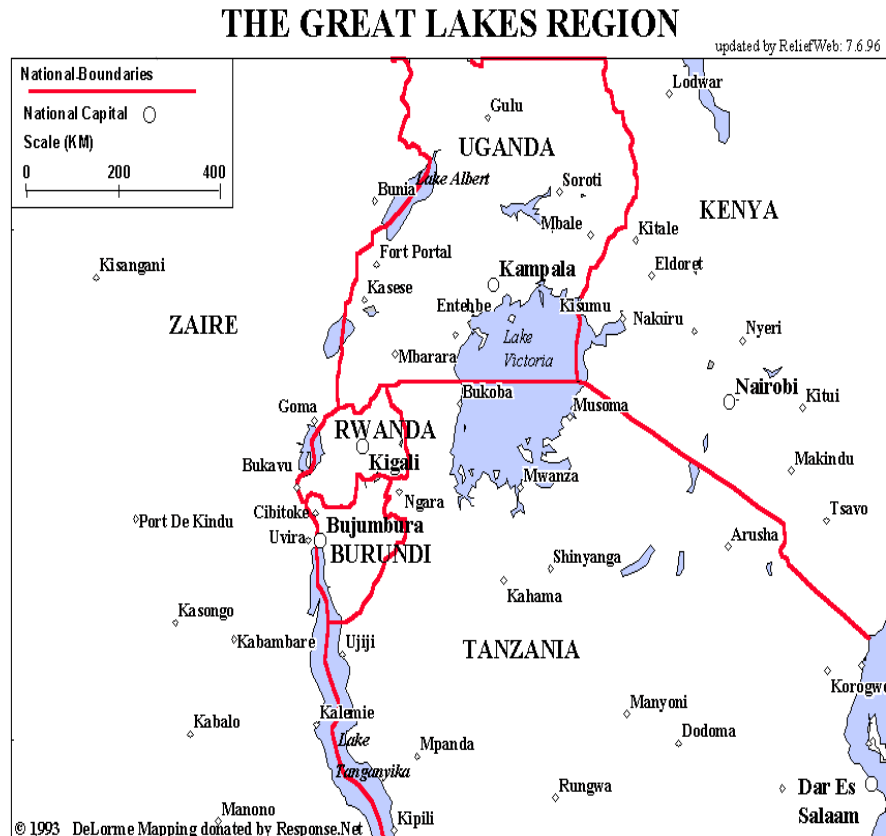 THE GREAT LAKES REGION
updated by ReliefWeb: 7.6.96
National.Boundaries
National Capital
Scale (KM)
0 200 400
Lodwar
Gulu
UGANDA
Lake Albert
Bunia
Soroti
KENYA
Mbale
Kitale
Fort Portal
Kisangani
Eldoret
Kampala
Kasese
Entebbe
Kisumu
ZAIRE
Nakuru
Lake
Victoria
Nyeri
Mbarara
Nairobi
Bukoba
Musoma
Kitui
Goma
RWANDA
Kigali
Bukavu
Mwanza
Makindu
Ngara
Cibitoke
Port De Kindu
Bujumbura
Tsavo
Uvira
BURUNDI
Arusha
Shinyanga
Kahama
Kasongo
Kabambare
Ujiji
TANZANIA
Korogwe
Kalemie
Manyoni
Kabalo
Dodoma
Lake
Mpanda
Tanganyika
Rungwa
Dar Es
Salaam
Manono
Kipili
© 1993 DeLorme Mapping donated by Response.Net